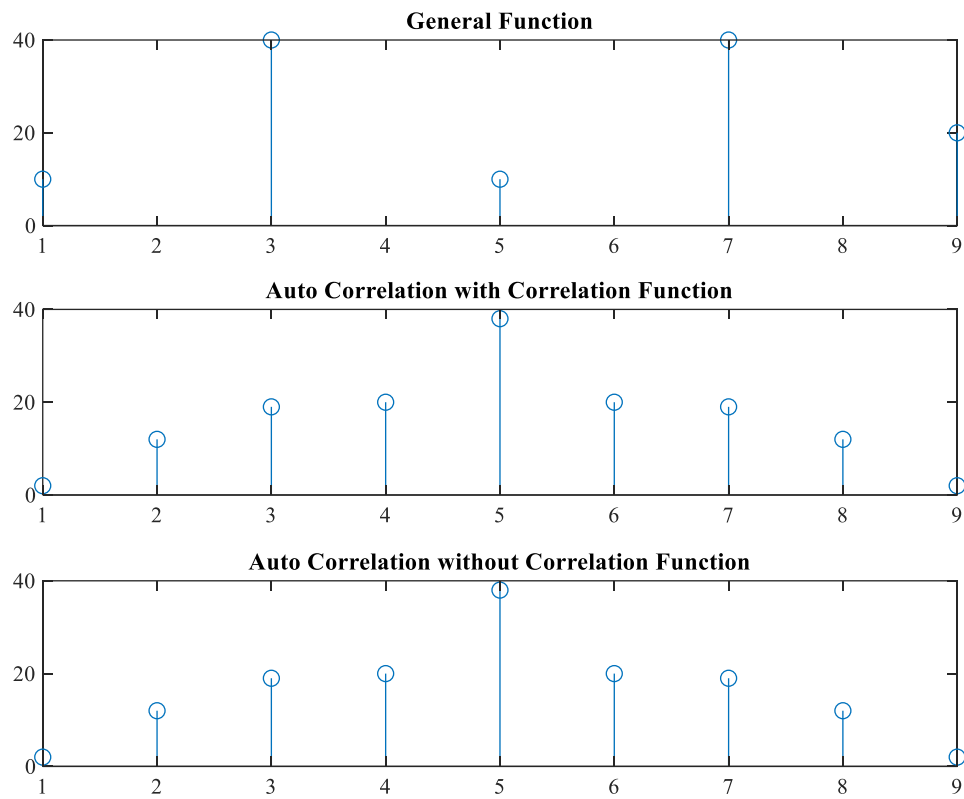 General Function
40
20
0
1 2 3 4 5 6 7 8 9
Auto Correlation with Correlation Function
40
20
0
1 2 3 4 5 6 7 8 9
Auto Correlation without Correlation Function
40
20
0
1 2 3 4 5 6 7 8 9